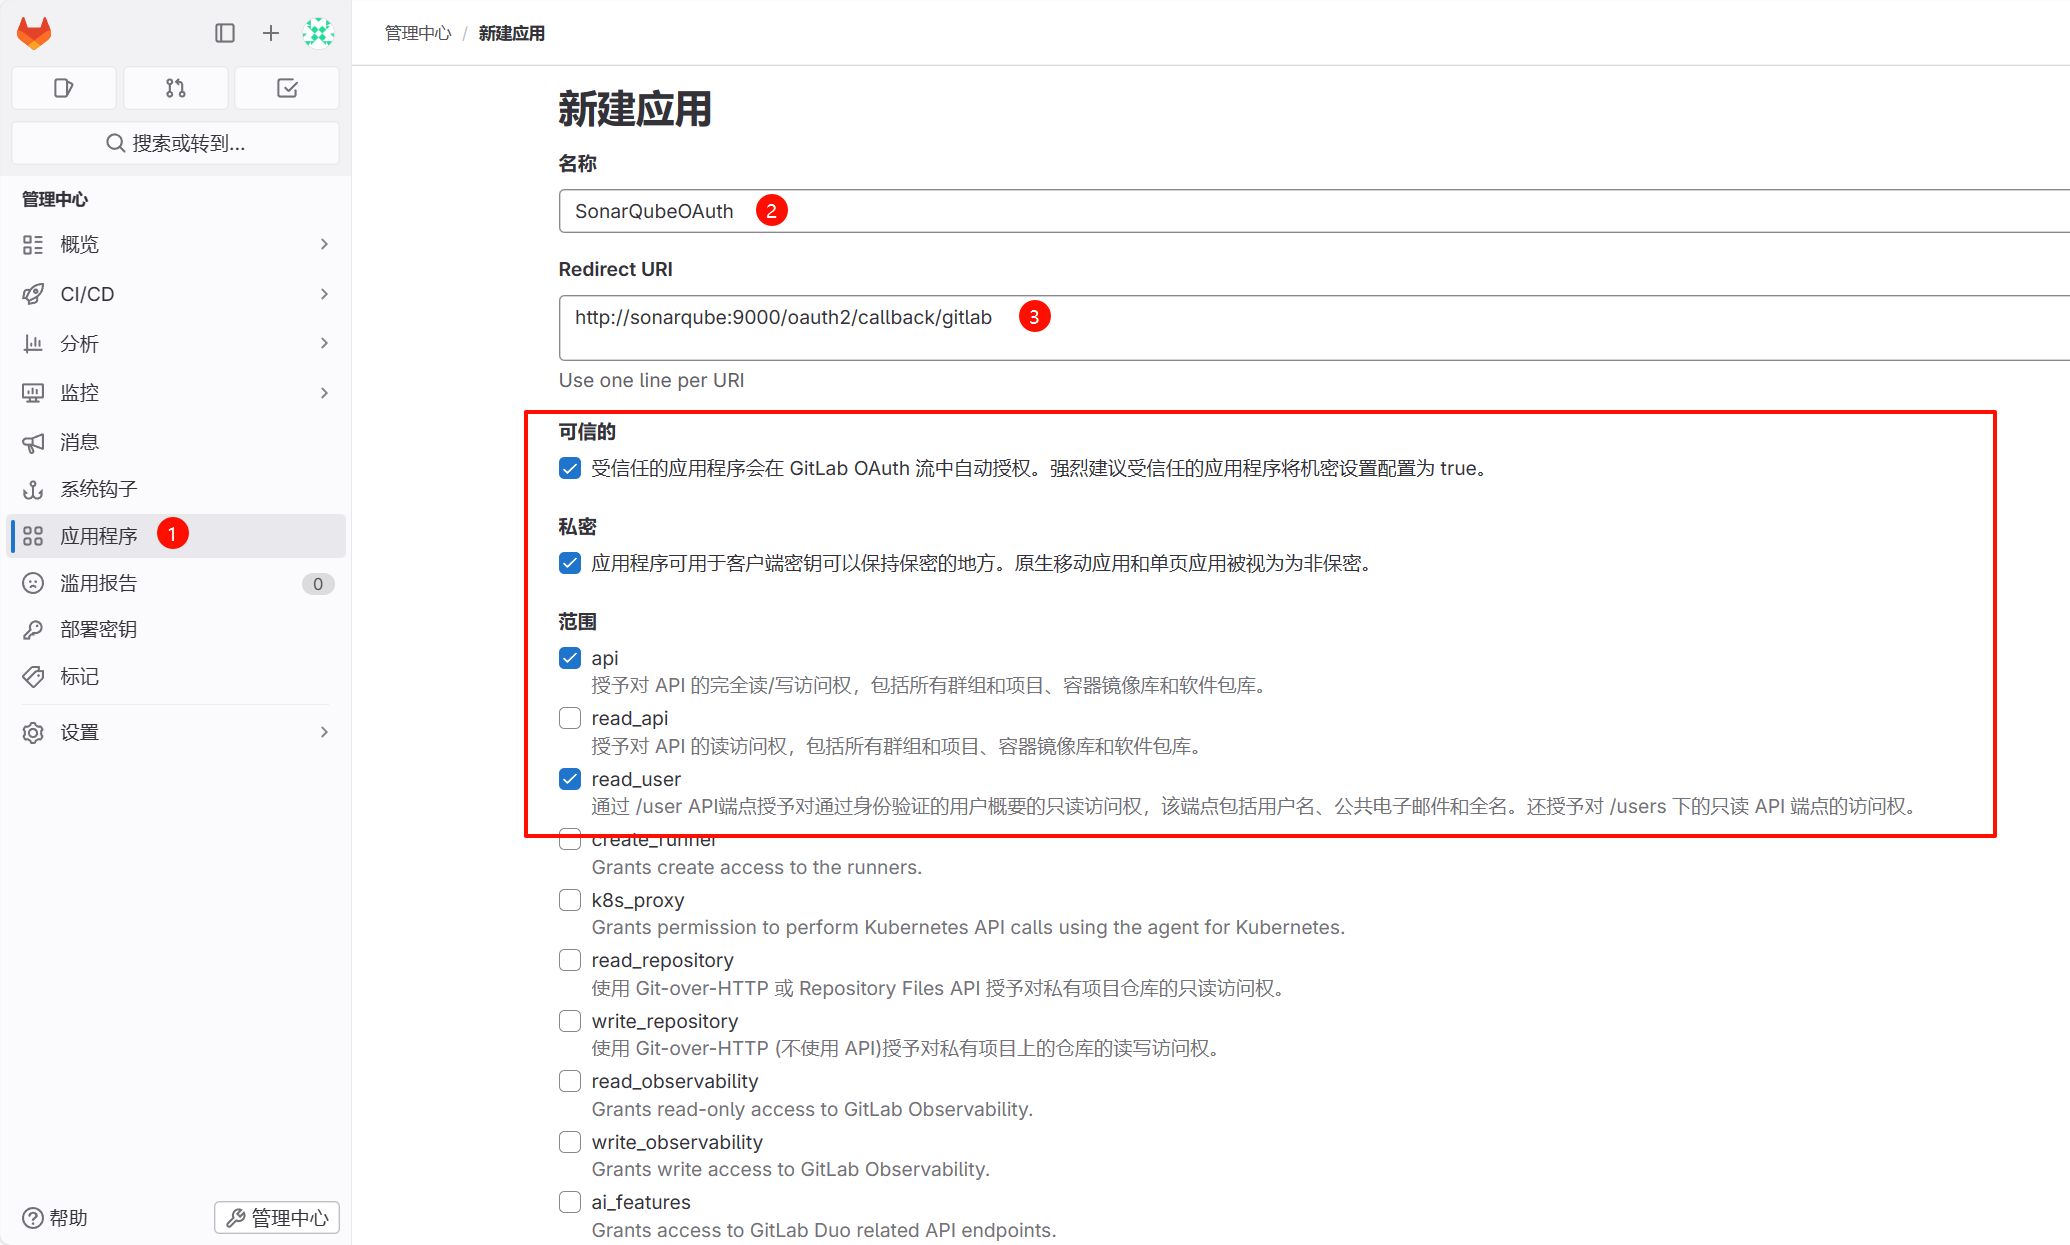 搜索或转到...
管理中心
概览
CI/CD
分析
监控
消息
系统钩子
应用程序 1
滥用报告 0
部署密钥
标记
设置
帮助
管理中心
管理中心 / 新建应用
新建应用
名称
SonarQubeOAuth 2
Redirect URI
http://sonarqube:9000/oauth2/callback/gitlab 3
Use one line per URI
可信的
受信任的应用程序会在 GitLab OAuth 流中自动授权。强烈建议受信任的应用程序将机密设置配置为 true。
私密
应用程序可用于客户端密钥可以保持保密的地方。原生移动应用和单页应用被视为为非保密。
范围
api
授予对 API 的完全读/写访问权，包括所有群组和项目、容器镜像库和软件包库。
read_api
授予对 API 的读访问权，包括所有群组和项目、容器镜像库和软件包库。
read_user
通过 /user API端点授予对通过身份验证的用户概要的只读访问权，该端点包括用户名、公共电子邮件和全名。还授予对 /users 下的只读 API 端点的访问权。
create_runner
Grants create access to the runners.
k8s_proxy
Grants permission to perform Kubernetes API calls using the agent for Kubernetes.
read_repository
使用 Git-over-HTTP 或 Repository Files API 授予对私有项目仓库的只读访问权。
write_repository
使用 Git-over-HTTP (不使用 API)授予对私有项目上的仓库的读写访问权。
read_observability
Grants read-only access to GitLab Observability.
write_observability
Grants write access to GitLab Observability.
ai_features
Grants access to GitLab Duo related API endpoints.